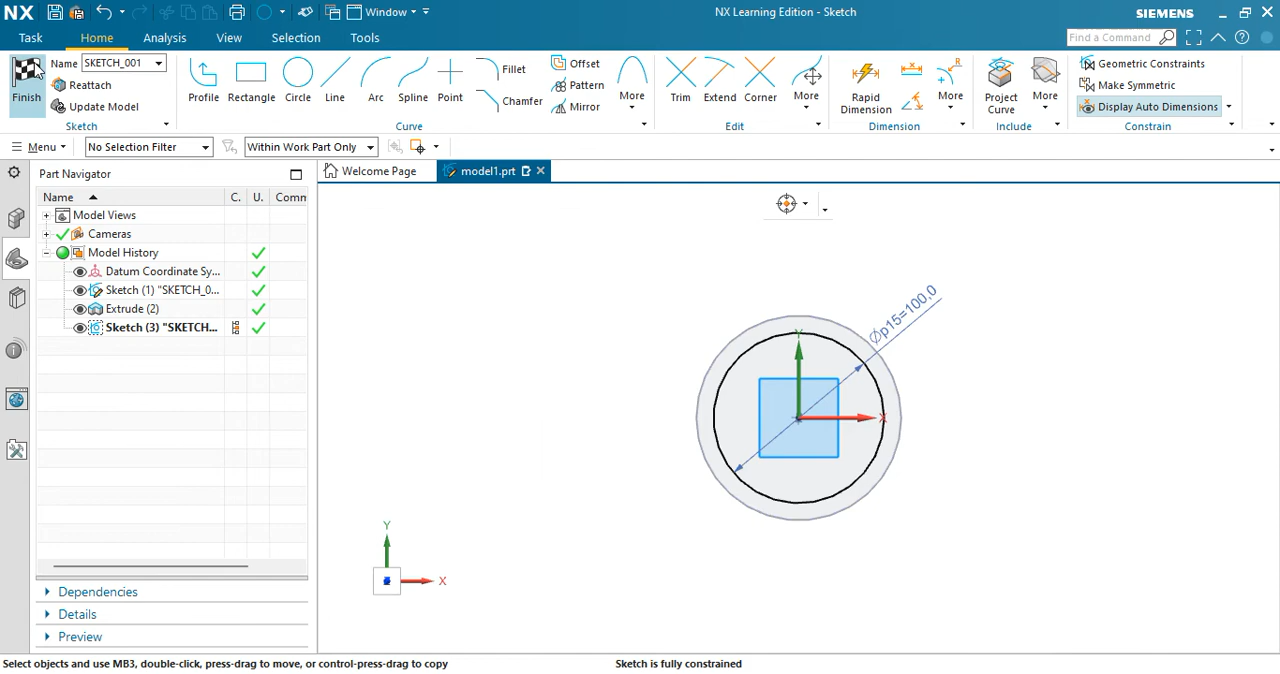 NX
Window
NX Learning Edition - Sketch
SIEMENS
Task
Home
Analysis
View
Selection
Tools
Find a Command
Finish
Name
SKETCH_001
Reattach
Update Model
Sketch
Profile
Rectangle
Circle
Line
Arc
Spline
Point
Fillet
Chamfer
Offset
Pattern
Mirror
More
Curve
Trim
Extend
Corner
More
Edit
Rapid
Dimension
More
Dimension
Project
Curve
More
Include
Geometric Constraints
Make Symmetric
Display Auto Dimensions
Constrain
Menu
No Selection Filter
Within Work Part Only
Part Navigator
Welcome Page
model1.prt
Name
C.
U.
Comm
Model Views
Cameras
Model History
Datum Coordinate Sy...
Sketch (1) "SKETCH_0...
Extrude (2)
Sketch (3) "SKETCH...
Øp15=100,0
Y
X
Y
X
Dependencies
Details
Preview
Select objects and use MB3, double-click, press-drag to move, or control-press-drag to copy
Sketch is fully constrained